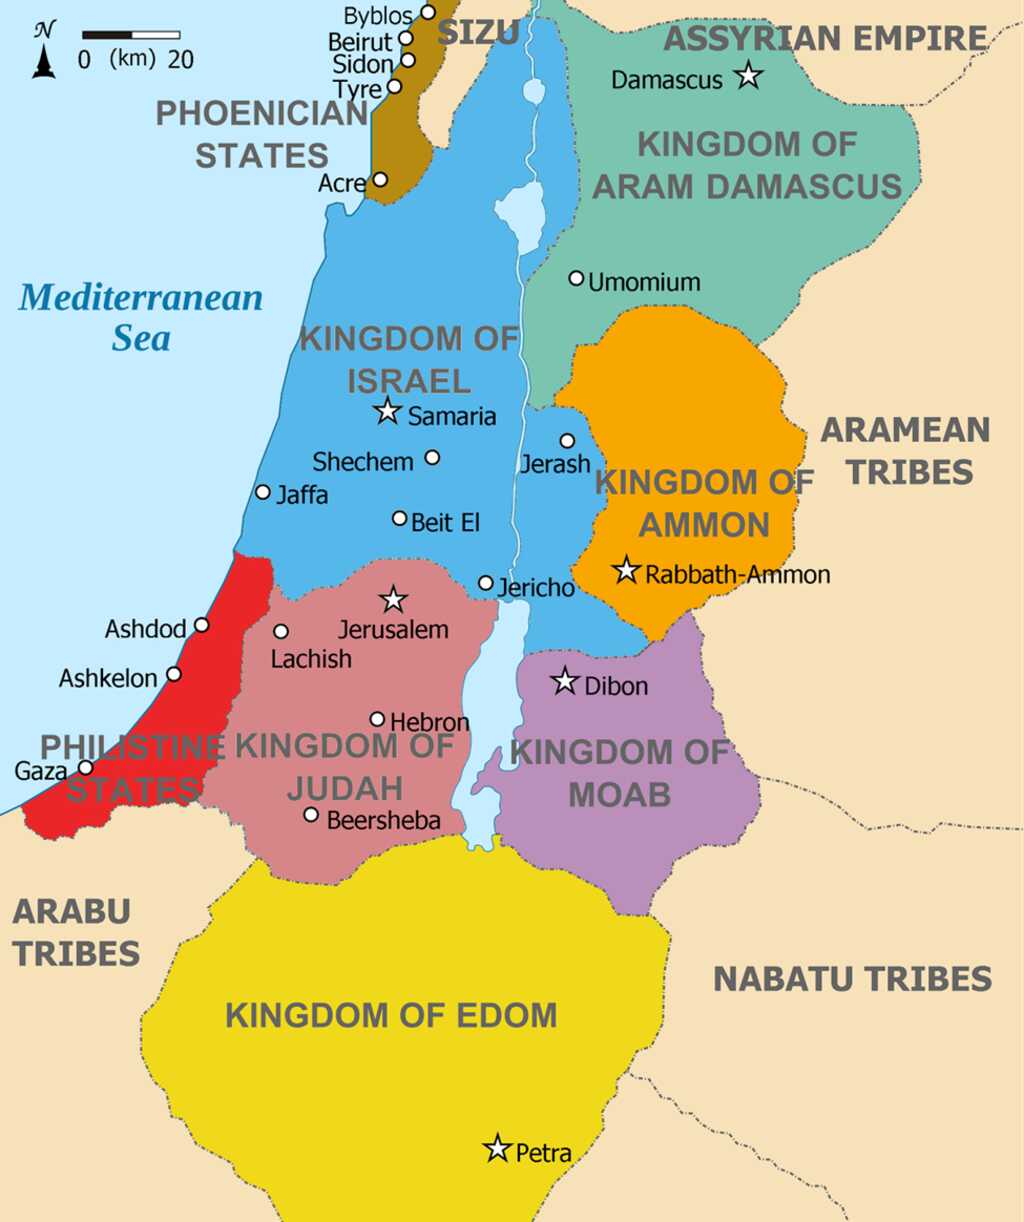 Byblos
N
SIZU
ASSYRIAN EMPIRE
Beirut
0 (km) 20
Sidon
Damascus
Tyre
PHOENICIAN
STATES
KINGDOM OF
ARAM DAMASCUS
Acre
Umomium
Mediterranean
Sea
KINGDOM OF
ISRAEL
Samaria
ARAMEAN
TRIBES
Shechem
Jerash
KINGDOM OF
AMMON
Jaffa
Beit El
Rabbath-Ammon
Jericho
Ashdod
Jerusalem
Lachish
Ashkelon
Dibon
Hebron
PHILISTINE
STATES
KINGDOM OF
JUDAH
KINGDOM OF
MOAB
Gaza
Beersheba
ARABU
TRIBES
NABATU TRIBES
KINGDOM OF EDOM
Petra